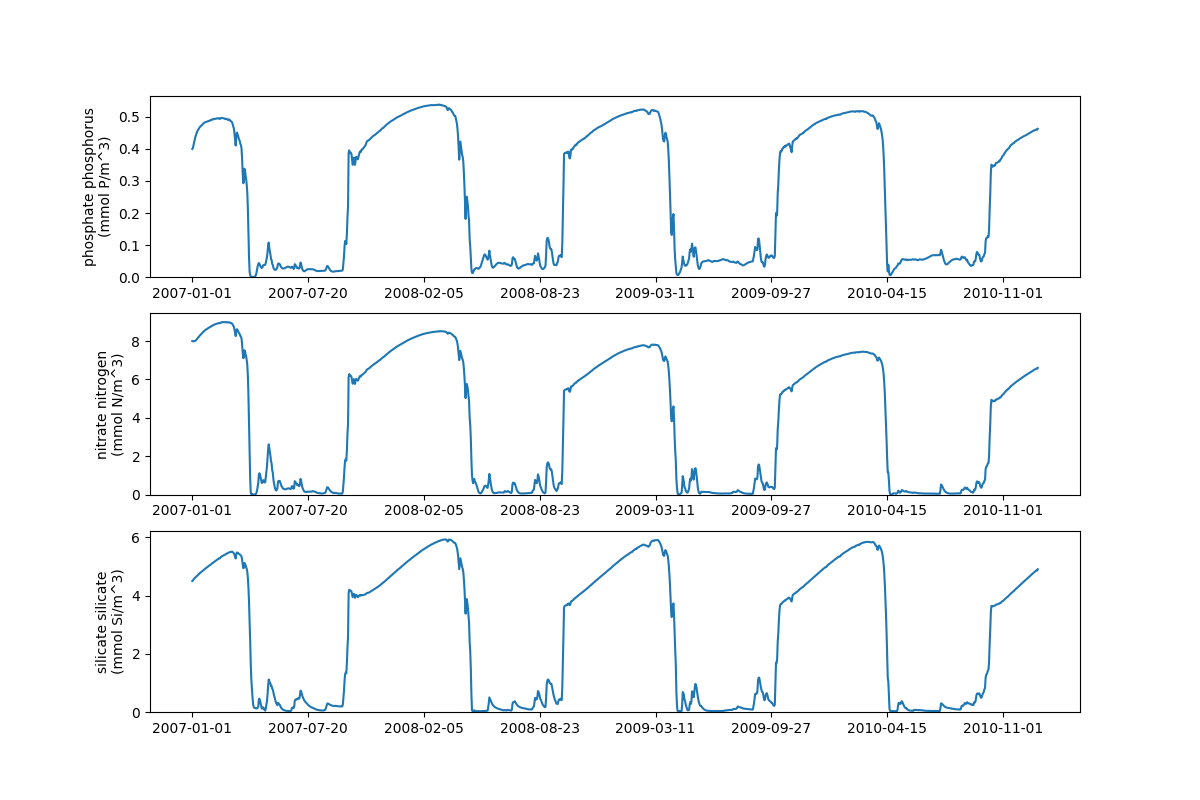 phosphate phosphorus
(mmol P/m^3)
0.5
0.4
0.3
0.2
0.1
0.0
2007-01-01 2007-07-20 2008-02-05 2008-08-23 2009-03-11 2009-09-27 2010-04-15 2010-11-01
nitrate nitrogen
(mmol N/m^3)
8
6
4
2
0
2007-01-01 2007-07-20 2008-02-05 2008-08-23 2009-03-11 2009-09-27 2010-04-15 2010-11-01
silicate silicate
(mmol Si/m^3)
6
4
2
0
2007-01-01 2007-07-20 2008-02-05 2008-08-23 2009-03-11 2009-09-27 2010-04-15 2010-11-01